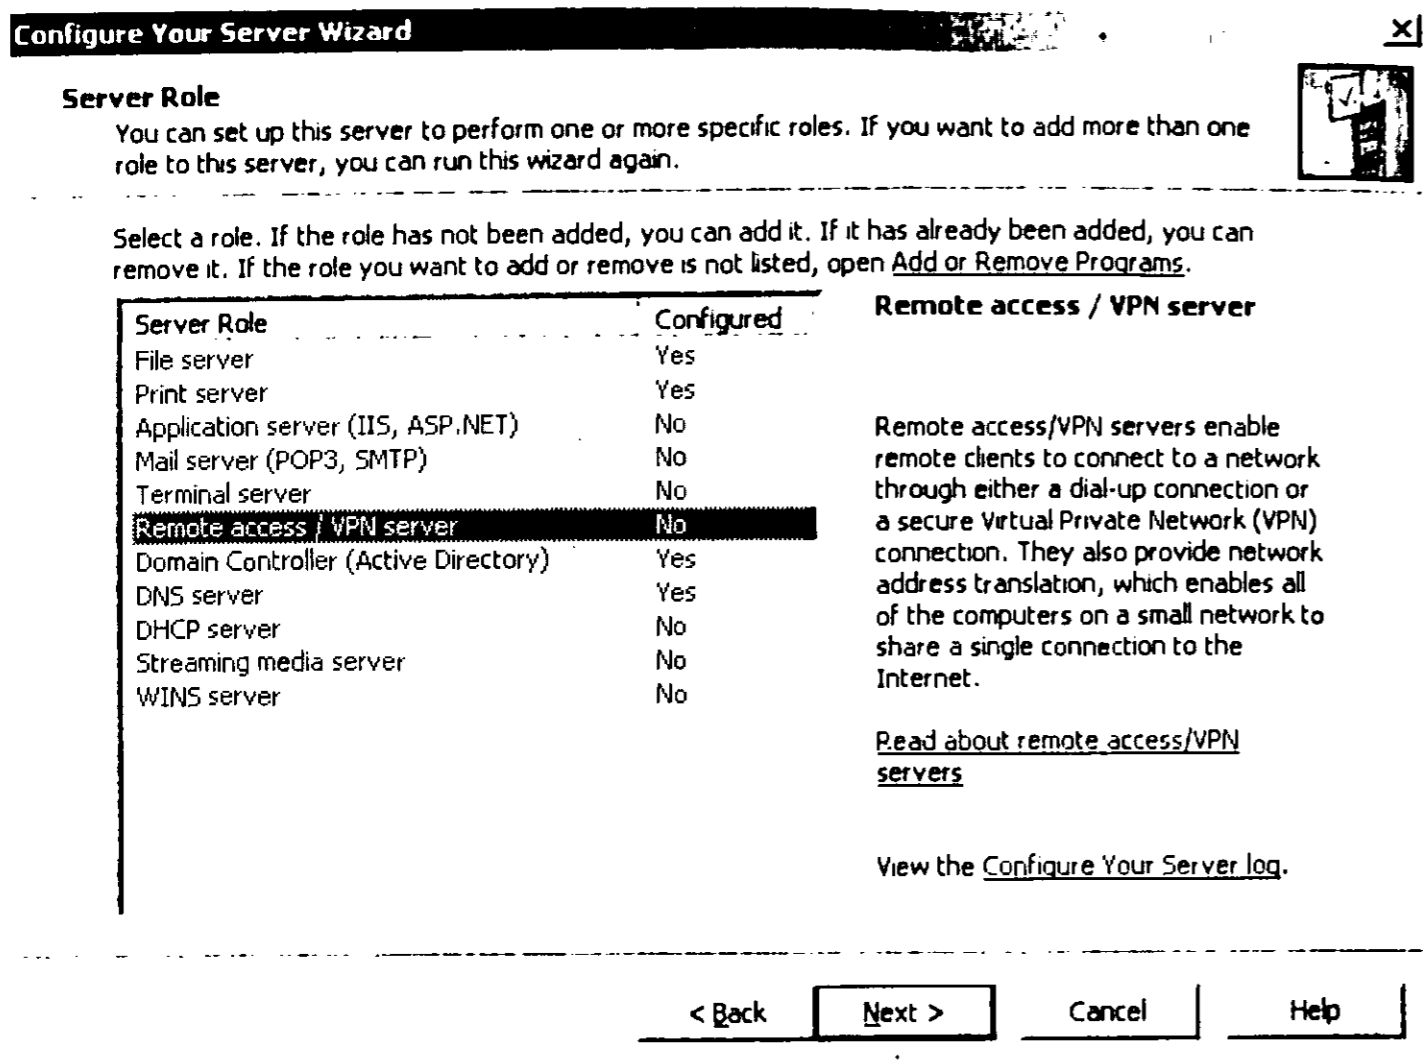 Configure Your Server Wizard
Server Role
You can set up this server to perform one or more specific roles. If you want to add more than one
role to this server, you can run this wizard again.
Select a role. If the role has not been added, you can add it. If it has already been added, you can
remove it. If the role you want to add or remove is not listed, open Add or Remove Programs.
Server Role Configured
File server Yes
Print server Yes
Application server (IIS, ASP.NET) No
Mail server (POP3, SMTP) No
Terminal server No
Remote access / VPN server No
Domain Controller (Active Directory) Yes
DNS server Yes
DHCP server No
Streaming media server No
WINS server No
Remote access / VPN server
Remote access/VPN servers enable
remote clients to connect to a network
through either a dial-up connection or
a secure Virtual Private Network (VPN)
connection. They also provide network
address translation, which enables all
of the computers on a small network to
share a single connection to the
Internet.
Read about remote access/VPN
servers
View the Configure Your Server log.
< Back Next > Cancel Help